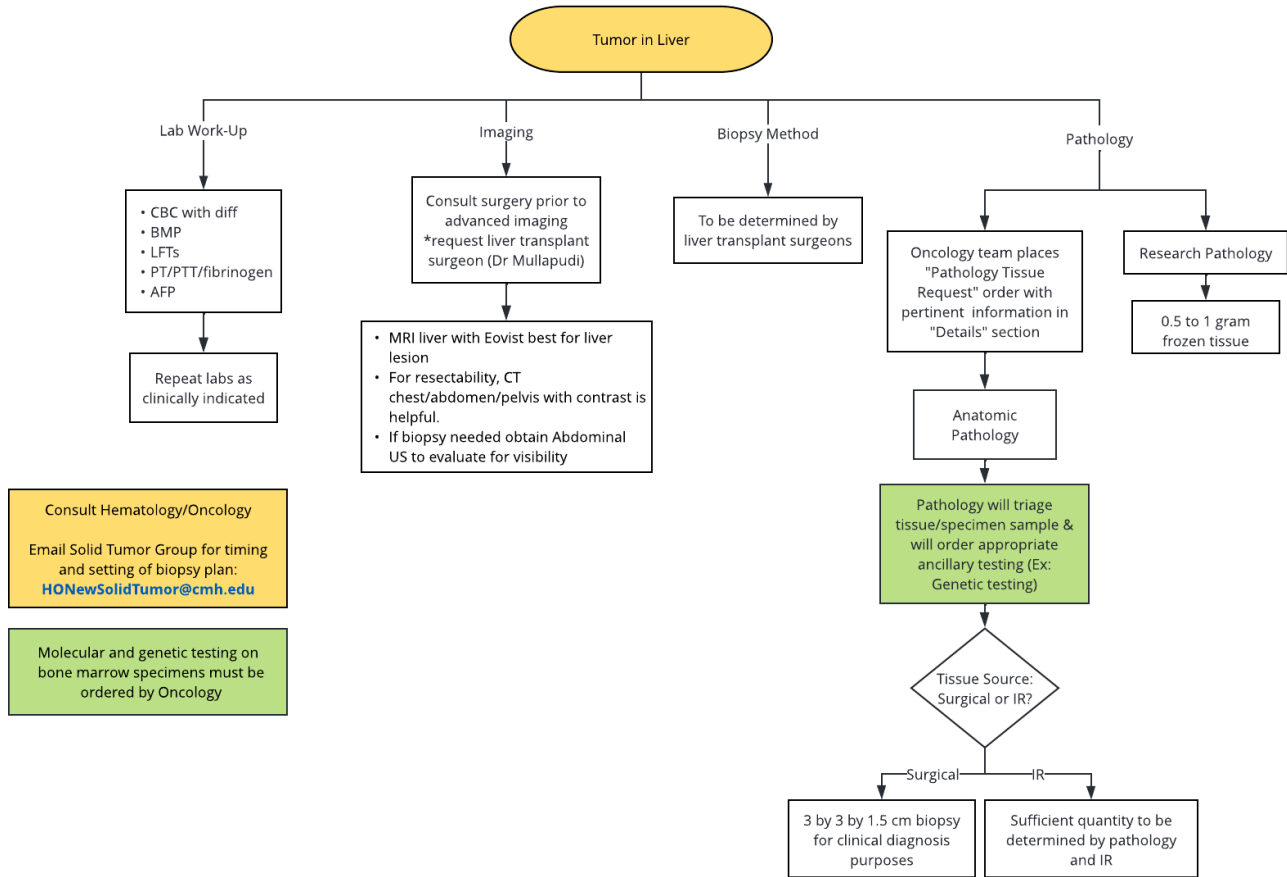 Tumor in Liver
Lab Work-Up
Imaging
Biopsy Method
Pathology
• CBC with diff
• BMP
• LFTs
• PT/PTT/fibrinogen
• AFP
Repeat labs as
clinically indicated
Consult surgery prior to
advanced imaging
*request liver transplant
surgeon (Dr Mullapudi)
• MRI liver with Eovist best for liver
lesion
• For resectability, CT
chest/abdomen/pelvis with contrast is
helpful.
• If biopsy needed obtain Abdominal
US to evaluate for visibility
To be determined by
liver transplant surgeons
Oncology team places
"Pathology Tissue
Request" order with
pertinent information in
"Details" section
Research Pathology
0.5 to 1 gram
frozen tissue
Anatomic
Pathology
Pathology will triage
tissue/specimen sample &
will order appropriate
ancillary testing (Ex:
Genetic testing)
Tissue Source:
Surgical or IR?
Surgical
IR
3 by 3 by 1.5 cm biopsy
for clinical diagnosis
purposes
Sufficient quantity to be
determined by pathology
and IR
Consult Hematology/Oncology
Email Solid Tumor Group for timing
and setting of biopsy plan:
HONewSolidTumor@cmh.edu
Molecular and genetic testing on
bone marrow specimens must be
ordered by Oncology